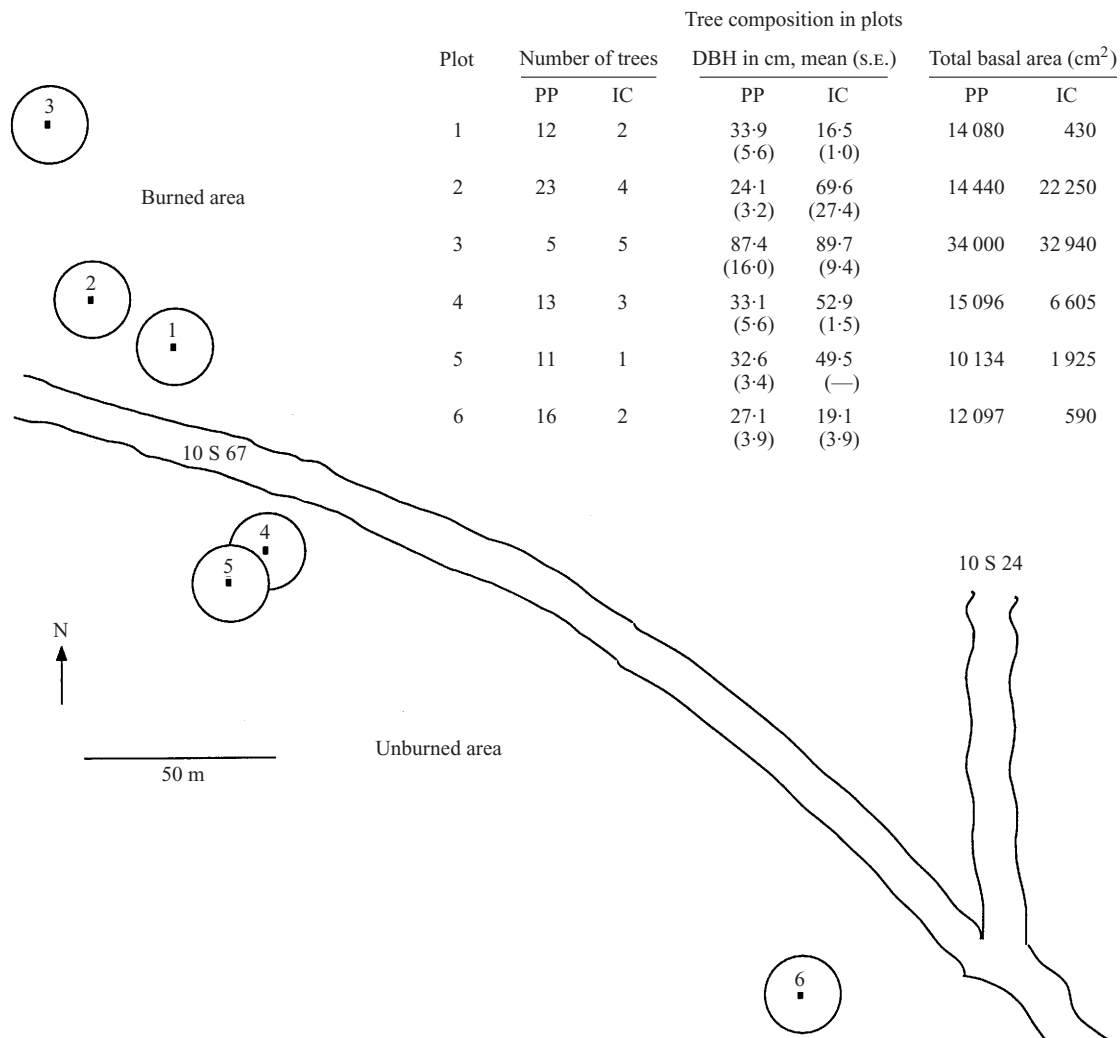 Tree composition in plots
Plot Number of trees DBH in cm, mean (S.E.) Total basal area (cm²)
PP IC PP IC PP IC
1 12 2 33·9 16·5 14 080 430
(5·6) (1·0)
2 23 4 24·1 69·6 14 440 22 250
(3·2) (27·4)
3 5 5 87·4 89·7 34 000 32 940
(16·0) (9·4)
4 13 3 33·1 52·9 15 096 6 605
(5·6) (1·5)
5 11 1 32·6 49·5 10 134 1 925
(3·4) (—)
6 16 2 27·1 19·1 12 097 590
(3·9) (3·9)
3
Burned area
2
1
10 S 67
4
5
10 S 24
N
Unburned area
50 m
6